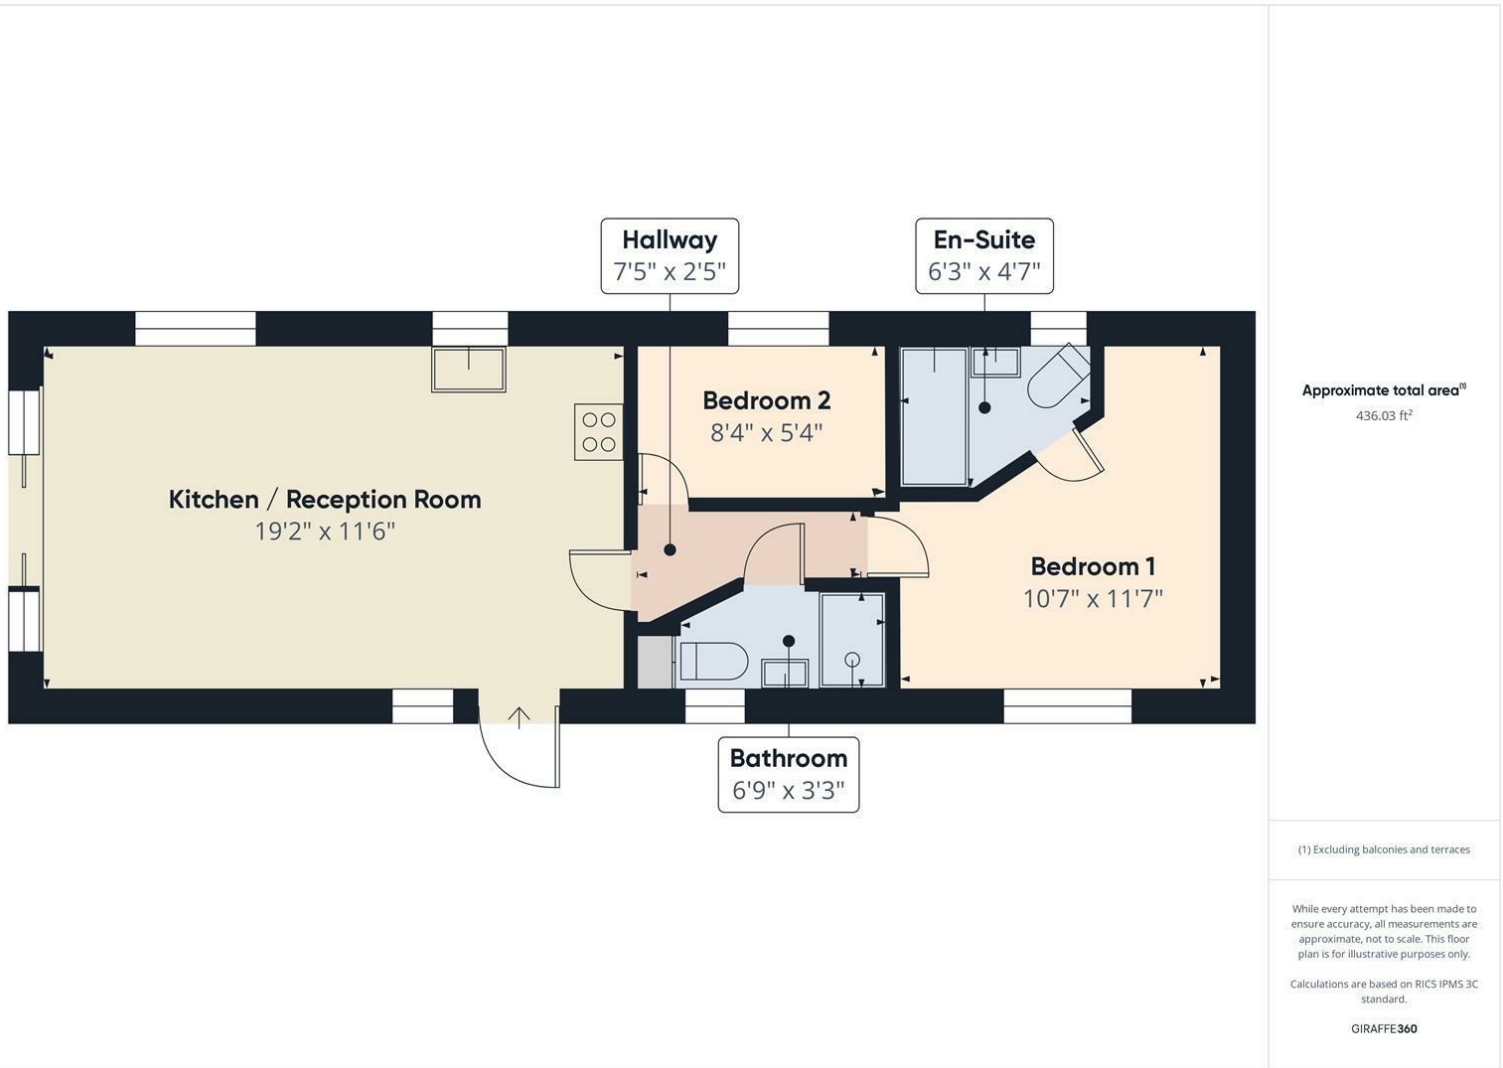 Hallway
7'5" x 2'5"
En-Suite
6'3" x 4'7"
Bedroom 2
8'4" x 5'4"
Kitchen / Reception Room
19'2" x 11'6"
Bedroom 1
10'7" x 11'7"
Bathroom
6'9" x 3'3"
Approximate total area(1)
436.03 ft²
(1) Excluding balconies and terraces
While every attempt has been made to
ensure accuracy, all measurements are
approximate, not to scale. This floor
plan is for illustrative purposes only.
Calculations are based on RICS IPMS 3C
standard.
GIRAFFE360